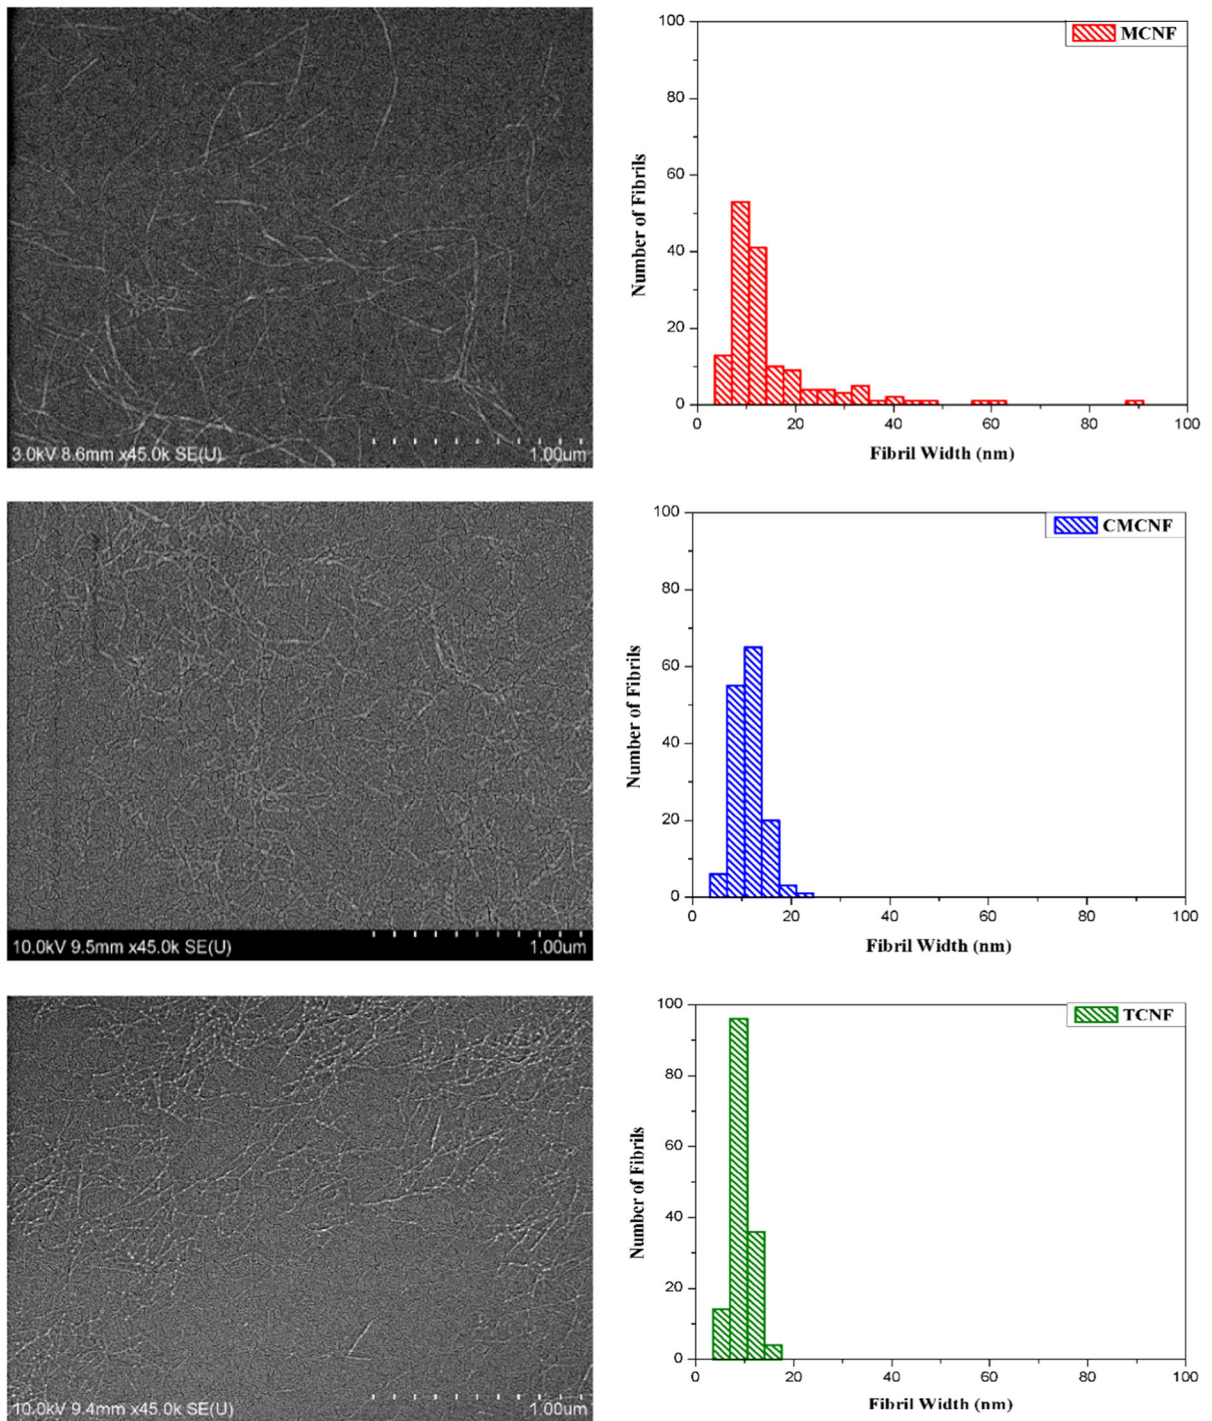 3.0kV 8.6mm x45.0k SE(U) 1.00um
MCNF
100
80
60
40
20
0
Number of Fibrils
0 20 40 60 80 100
Fibril Width (nm)
10.0kV 9.5mm x45.0k SE(U) 1.00um
CMCNF
100
80
60
40
20
0
Number of Fibrils
0 20 40 60 80 100
Fibril Width (nm)
10.0kV 9.4mm x45.0k SE(U) 1.00um
TCNF
100
80
60
40
20
0
Number of Fibrils
0 20 40 60 80 100
Fibril Width (nm)